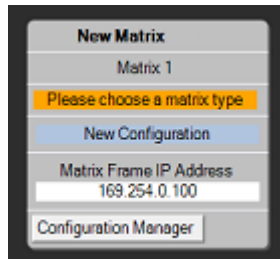 New Matrix
Matrix 1
Please choose a matrix type
New Configuration
Matrix Frame IP Address
169.254.0.100
Configuration Manager